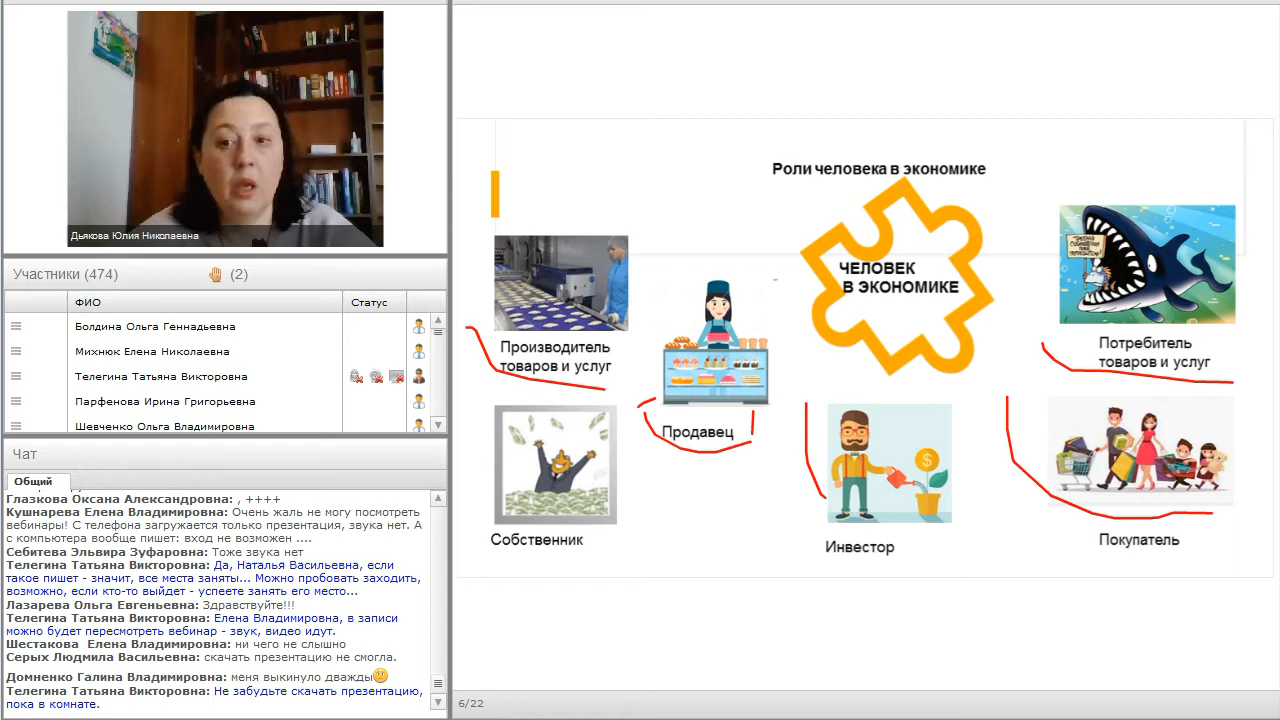 Дьякова Юлия Николаевна
Участники (474)
(2)
ФИО
Статус
Болдина Ольга Геннадьевна
Михнюк Елена Николаевна
Телегина Татьяна Викторовна
Парфенова Ирина Григорьевна
Шевченко Ольга Владимировна
Чат
Общий
Глазкова Оксана Александровна: , ++++
Кушнарева Елена Владимировна: Очень жаль не могу посмотреть
вебинары! С телефона загружается только презентация, звука нет. А
с компьютера вообще пишет: вход не возможен ....
Себитева Эльвира Зуфаровна: Тоже звука нет
Телегина Татьяна Викторовна: Да, Наталья Васильевна, если
такое пишет - значит, все места заняты... Можно пробовать заходить,
возможно, если кто-то выйдет - успеете занять его место...
Лазарева Ольга Евгеньевна: Здравствуйте!!!
Телегина Татьяна Викторовна: Елена Владимировна, в записи
можно будет пересмотреть вебинар - звук, видео идут.
Шестакова Елена Владимировна: ни чего не слышно
Серых Людмила Васильевна: скачать презентацию не смогла.
Домненко Галина Владимировна: меня выкинуло дважды
Телегина Татьяна Викторовна: Не забудьте скачать презентацию,
пока в комнате.
Роли человека в экономике
ЧЕЛОВЕК
В ЭКОНОМИКЕ
Производитель
товаров и услуг
Продавец
Потребитель
товаров и услуг
Собственник
Инвестор
Покупатель
$
6/22